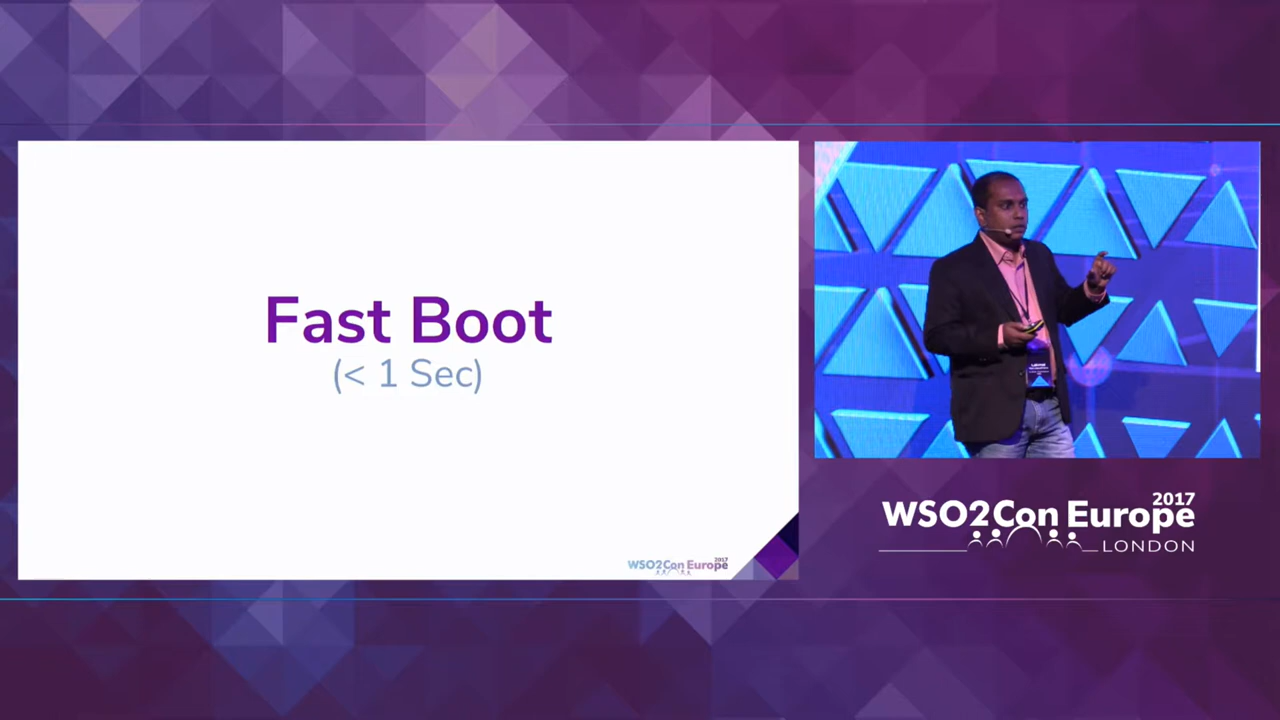 Fast Boot
(< 1 Sec)
WSO2Con Europe 2017
WSO2Con Europe 2017
LONDON